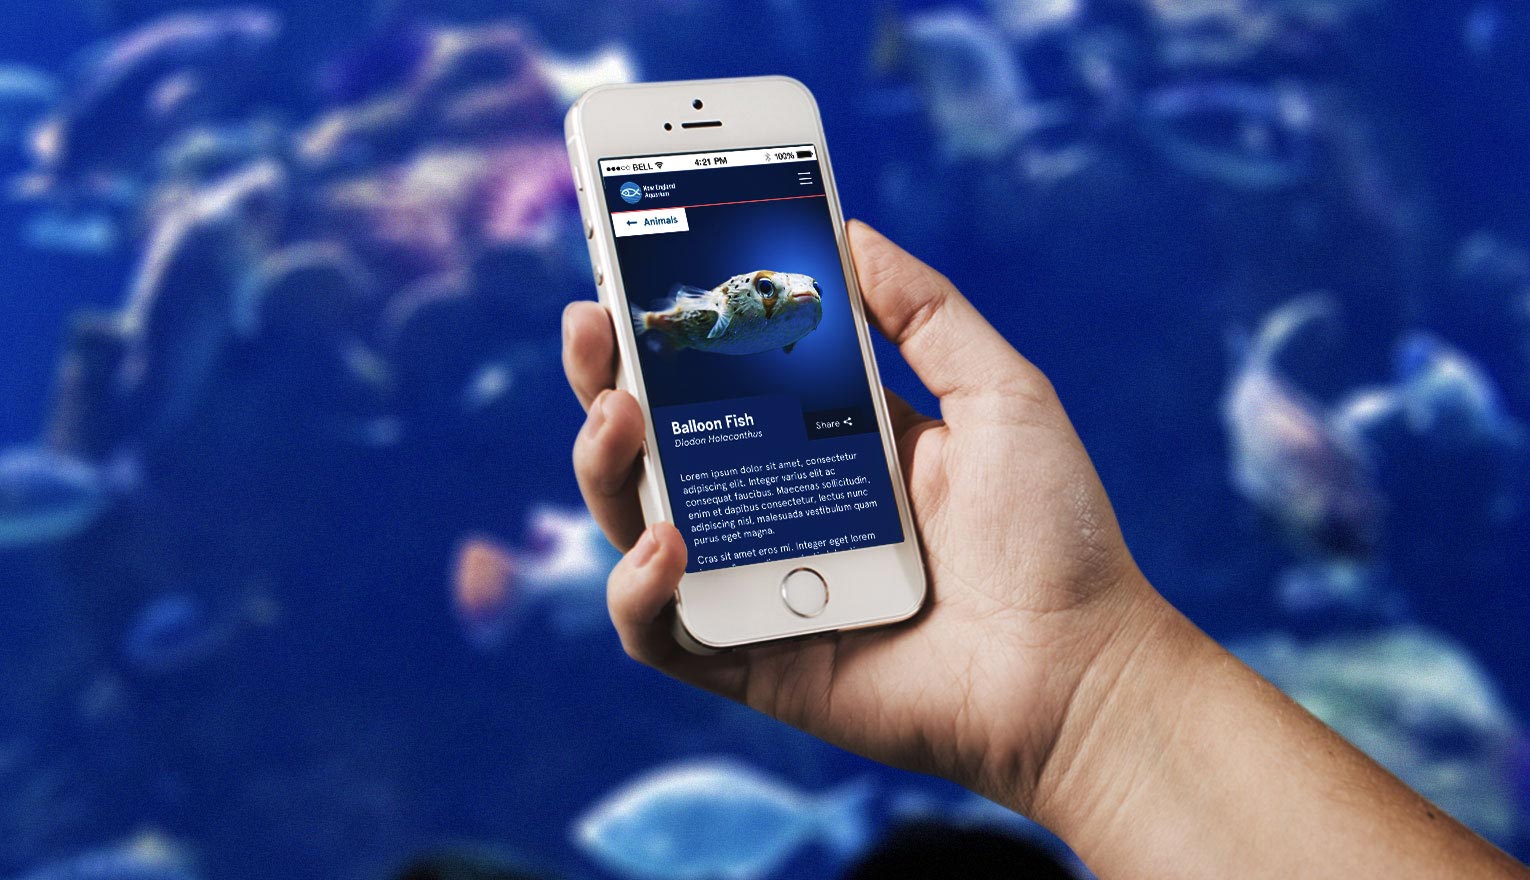 BELL 4:21 PM 100%
New England
Aquarium
← Animals
Balloon Fish
Diodon Holocanthus
Share
Lorem ipsum dolor sit amet, consectetur
adipiscing elit. Integer varius elit ac
consequat faucibus. Maecenas sollicitudin,
enim et dapibus consectetur, lectus nunc
adipiscing nisl, malesuada vestibulum quam
purus eget magna.
Cras sit amet eros mi. Integer eget lorem